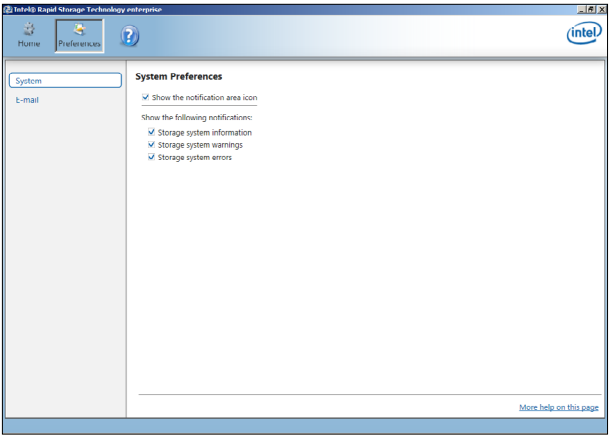 Intel® Rapid Storage Technology enterprise
Home
Preferences
?
intel
System
E-mail
System Preferences
Show the notification area icon
Show the following notifications:
Storage system information
Storage system warnings
Storage system errors
More help on this page